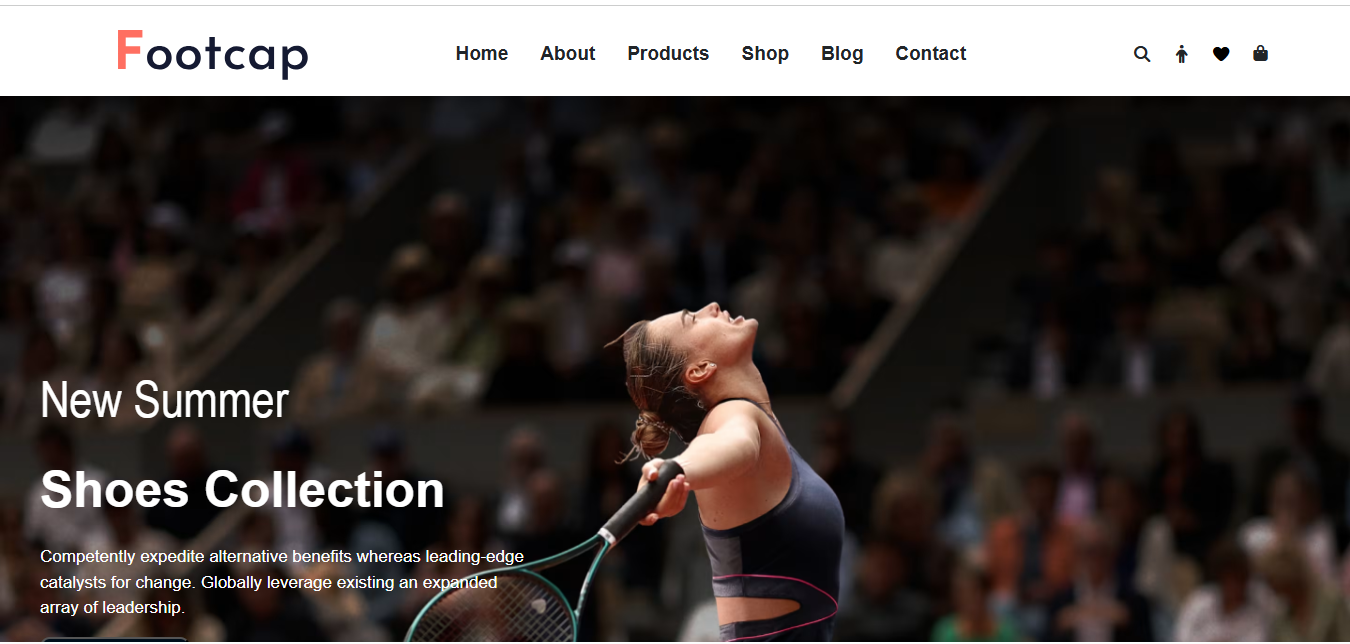 Footcap
Home About Products Shop Blog Contact
New Summer
Shoes Collection
Competently expedite alternative benefits whereas leading-edge
catalysts for change. Globally leverage existing an expanded
array of leadership.